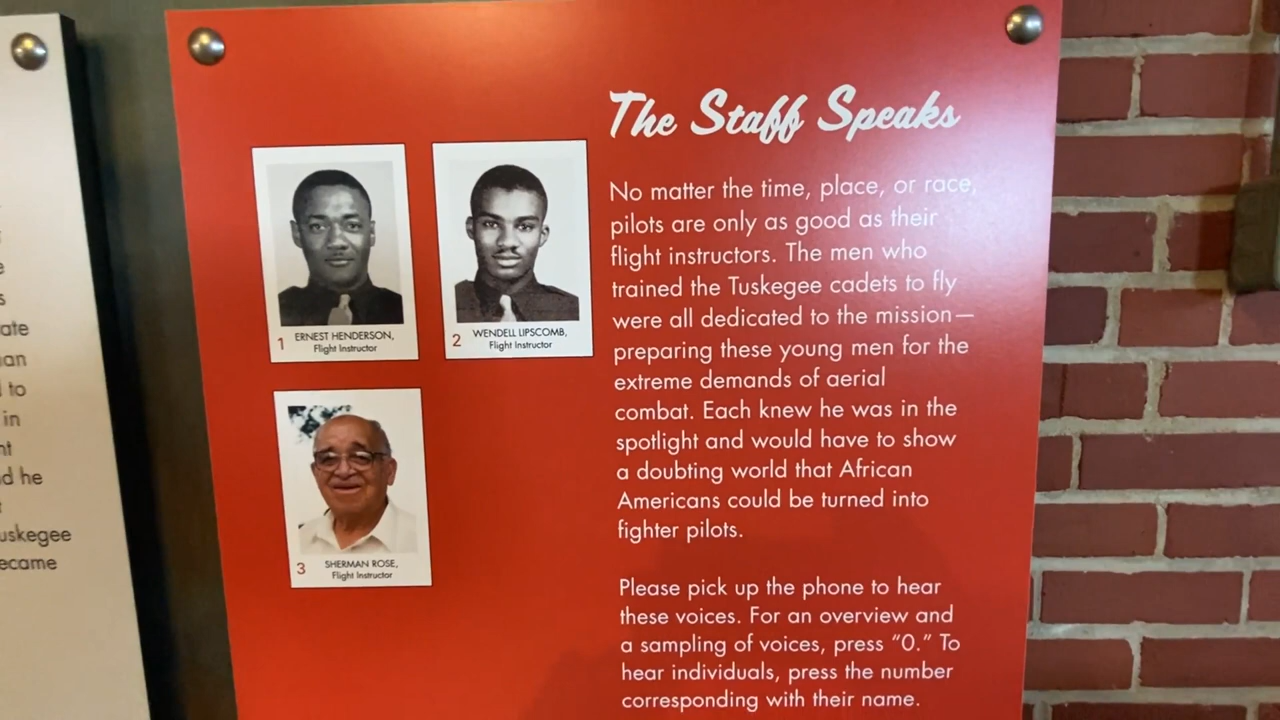 ate
an
to
in
d he
uskegee
ecame
1 ERNEST HENDERSON,
Flight Instructor
2 WENDELL LIPSCOMB,
Flight Instructor
3 SHERMAN ROSE,
Flight Instructor
The Staff Speaks
No matter the time, place, or race,
pilots are only as good as their
flight instructors. The men who
trained the Tuskegee cadets to fly
were all dedicated to the mission—
preparing these young men for the
extreme demands of aerial
combat. Each knew he was in the
spotlight and would have to show
a doubting world that African
Americans could be turned into
fighter pilots.
Please pick up the phone to hear
these voices. For an overview and
a sampling of voices, press “0.” To
hear individuals, press the number
corresponding with their name.